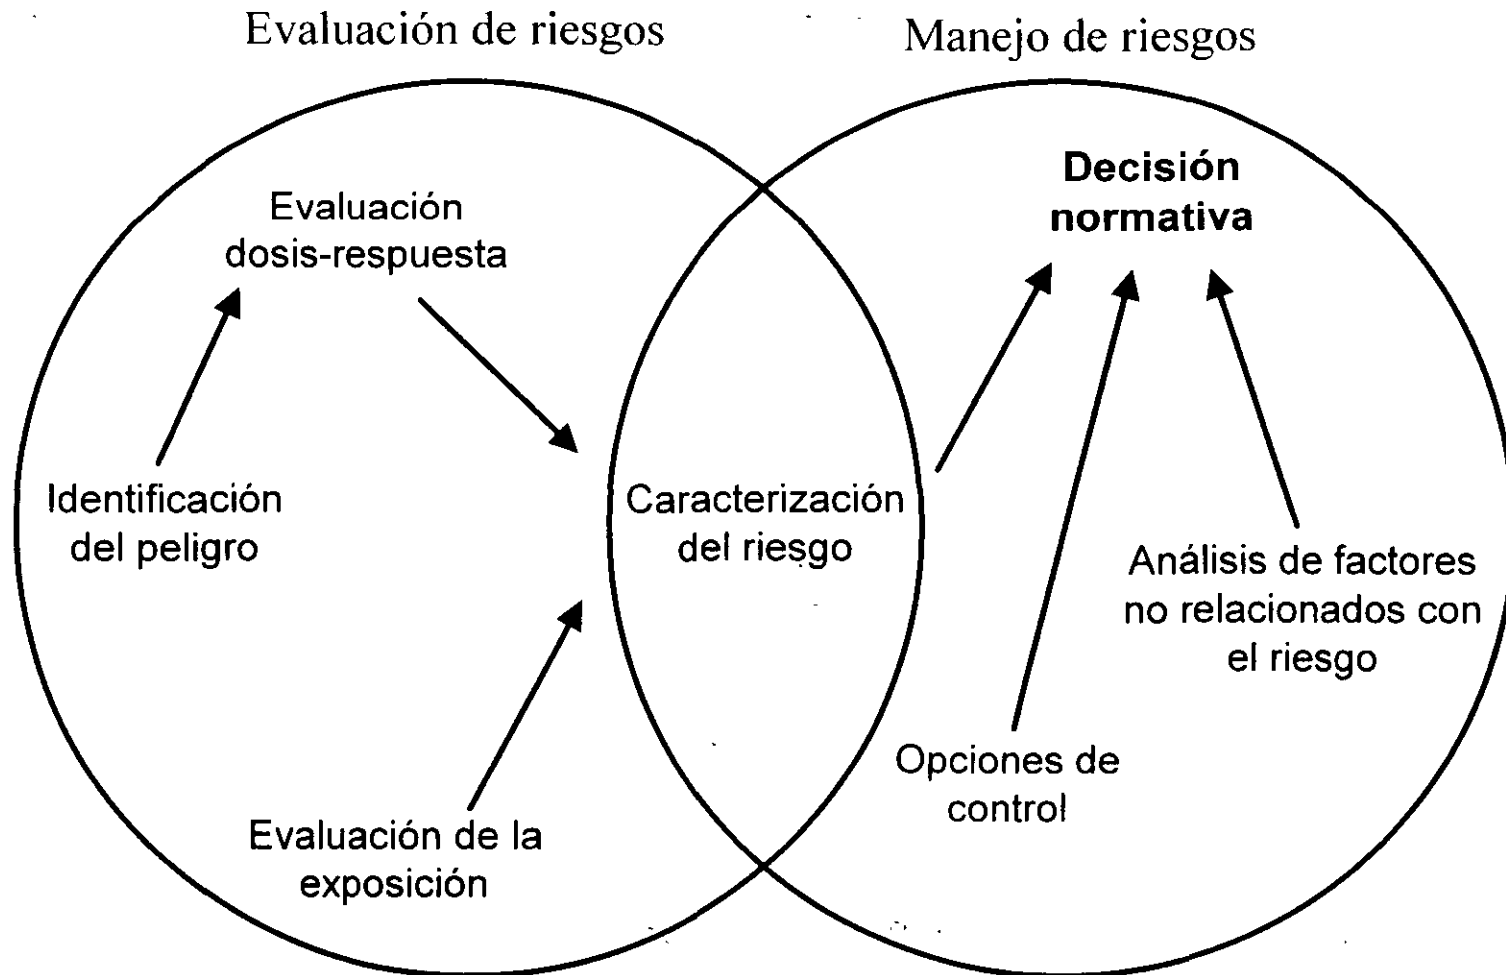 Evaluación de riesgos
Manejo de riesgos
Evaluación
dosis-respuesta
Decisión
normativa
Identificación
del peligro
Caracterización
del riesgo
Análisis de factores
no relacionados con
el riesgo
Opciones de
control
Evaluación de la
exposición